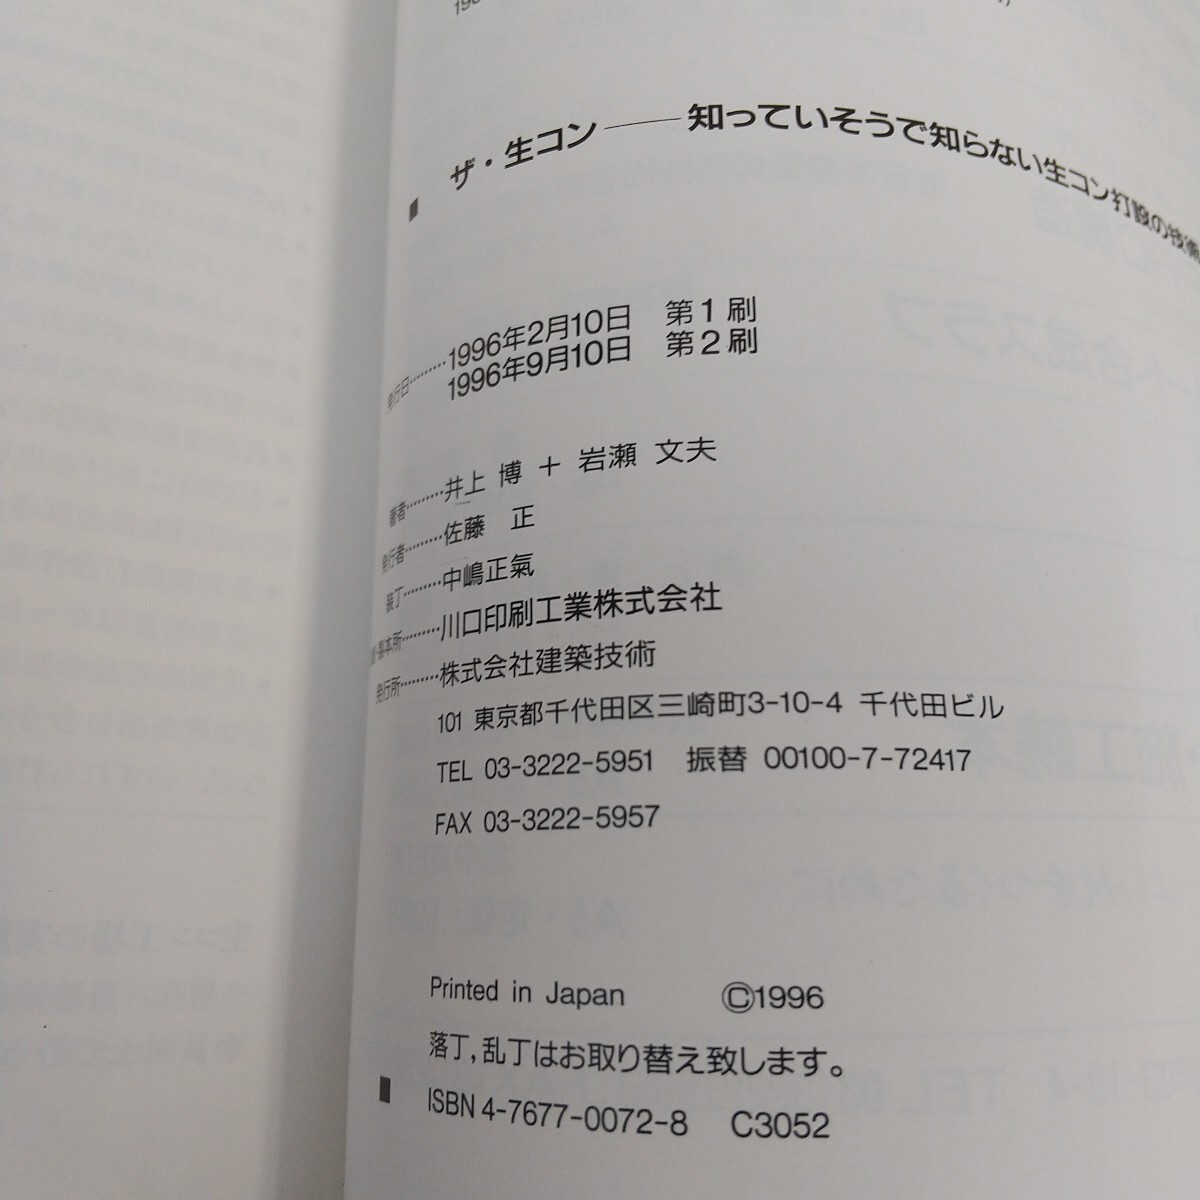 ザ・生コン――知っていそうで知らない生コン打設の技術
発行日………1996年2月10日 第1刷
1996年9月10日 第2刷
著者………井上 博 + 岩瀬 文夫
発行者………佐藤 正
装丁………中嶋正氣
製本所………川口印刷工業株式会社
発行所………株式会社建築技術
101 東京都千代田区三崎町3-10-4 千代田ビル
TEL 03-3222-5951 振替 00100-7-72417
FAX 03-3222-5957
Printed in Japan ©1996
落丁,乱丁はお取り替え致します。
ISBN 4-7677-0072-8 C3052